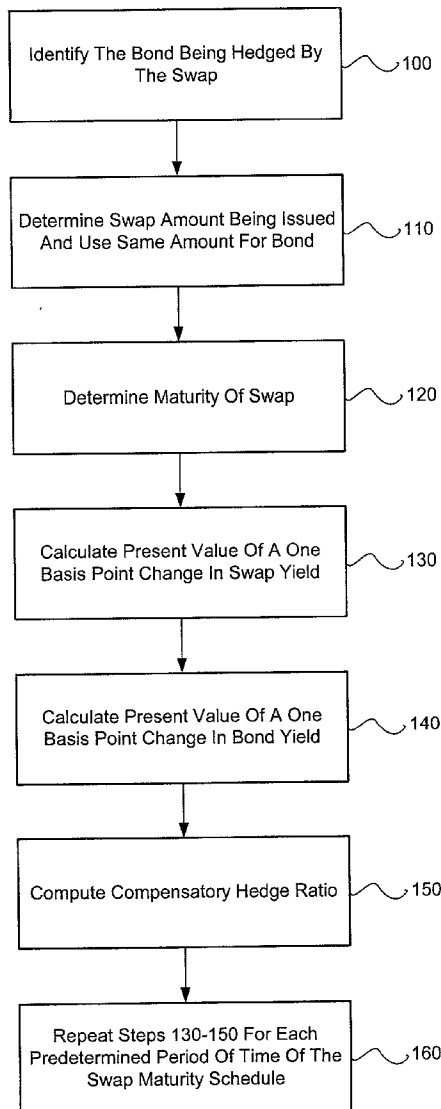 Identify The Bond Being Hedged By
The Swap
100
Determine Swap Amount Being Issued
And Use Same Amount For Bond
110
Determine Maturity Of Swap
120
Calculate Present Value Of A One
Basis Point Change In Swap Yield
130
Calculate Present Value Of A One
Basis Point Change In Bond Yield
140
Compute Compensatory Hedge Ratio
150
Repeat Steps 130-150 For Each
Predetermined Period Of Time Of The
Swap Maturity Schedule
160